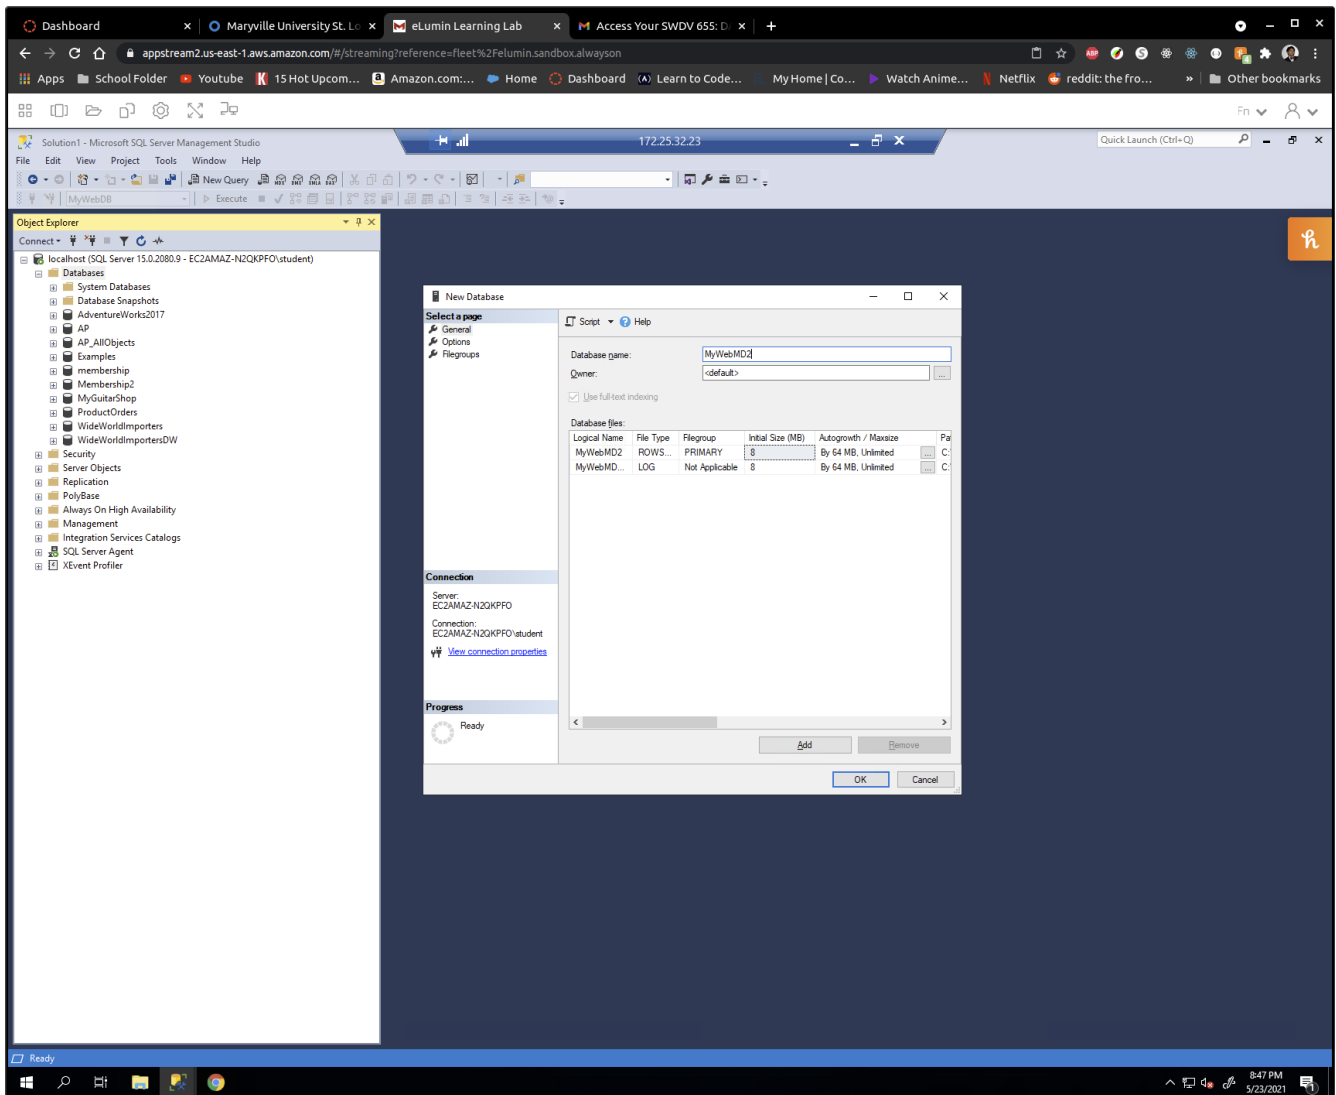 Dashboard
Maryville University St. Lo
eLumin Learning Lab
Access Your SWDV 655: D
appstream2.us-east-1.aws.amazon.com/#/streaming?reference=fleet%2Felumin.sandbox.alwayson
Apps School Folder Youtube 15 Hot Upcom... Amazon.com:... Home Dashboard Learn to Code... My Home | Co... Watch Anime... Netflix reddit: the fro... » Other bookmarks
Fn
Solution1 - Microsoft SQL Server Management Studio
172.25.32.23
Quick Launch (Ctrl+Q)
File Edit View Project Tools Window Help
New Query
MyWebDB Execute
Object Explorer
Connect
localhost (SQL Server 15.0.2080.9 - EC2AMAZ-N2QKPFO\student)
Databases
System Databases
Database Snapshots
AdventureWorks2017
AP
AP_AllObjects
Examples
membership
Membership2
MyGuitarShop
ProductOrders
WideWorldImporters
WideWorldImportersDW
Security
Server Objects
Replication
PolyBase
Always On High Availability
Management
Integration Services Catalogs
SQL Server Agent
XEvent Profiler
New Database
Select a page
General
Options
Filegroups
Script Help
Database name: MyWebMD2
Owner: <default> ...
Use full-text indexing
Database files:
Logical Name File Type Filegroup Initial Size (MB) Autogrowth / Maxsize Pa
MyWebMD2 ROWS... PRIMARY 8 By 64 MB, Unlimited ... C:
MyWebMD... LOG Not Applicable 8 By 64 MB, Unlimited ... C:
Connection
Server:
EC2AMAZ-N2QKPFO
Connection:
EC2AMAZ-N2QKPFO\student
View connection properties
Progress
Ready
Add Remove
OK Cancel
Ready
8:47 PM
5/23/2021